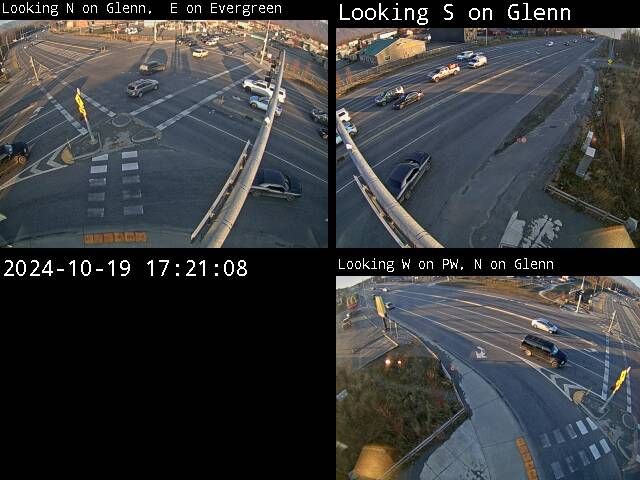 Looking N on Glenn,  E on Evergreen
Looking S on Glenn
2024-10-19 17:21:08
Looking W on PW, N on Glenn